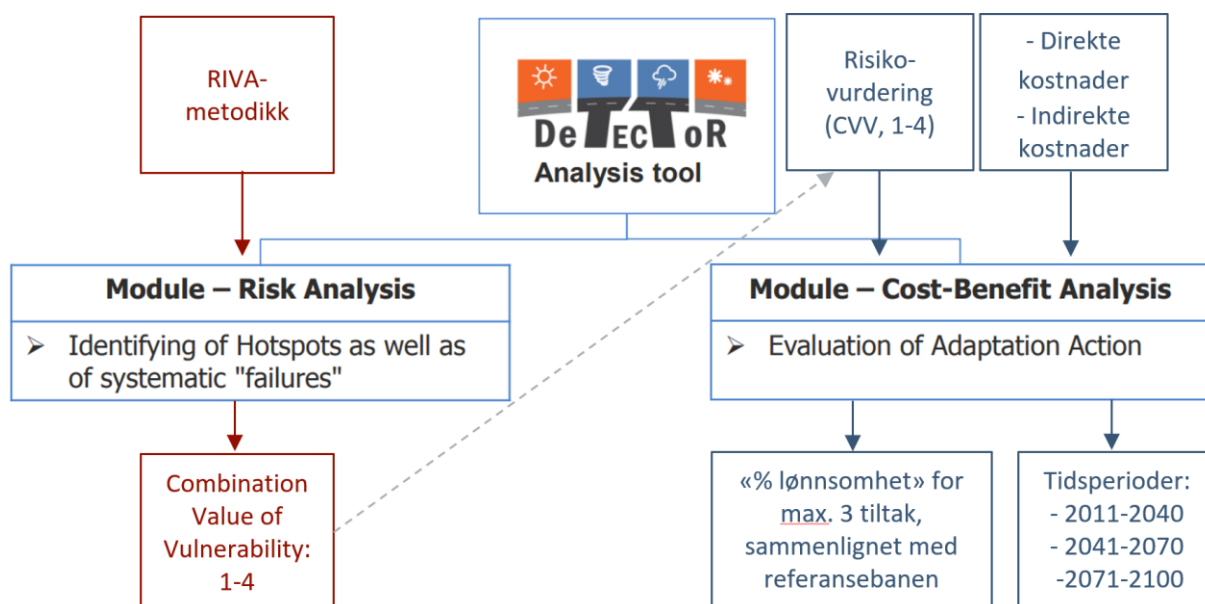 RIVA-
metodikk
DeTECToR
Analysis tool
Risiko-
vurdering
(CVV, 1-4)
- Direkte
kostnader
- Indirekte
kostnader
Module – Risk Analysis
➢ Identifying of Hotspots as well as
of systematic "failures"
Module – Cost-Benefit Analysis
➢ Evaluation of Adaptation Action
Combination
Value of
Vulnerability:
1-4
«% lønnsomhet» for
max. 3 tiltak,
sammenlignet med
referansebanen
Tidsperioder:
- 2011-2040
- 2041-2070
-2071-2100